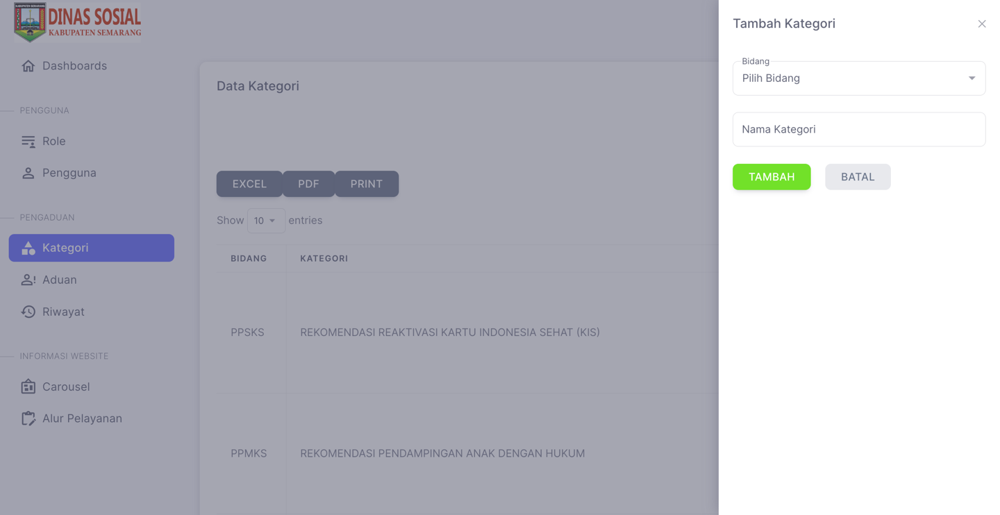 KABUPATEN SEMARANG
DINAS SOSIAL
KABUPATEN SEMARANG
Dashboards
PENGGUNA
Role
Pengguna
PENGADUAN
Kategori
Aduan
Riwayat
INFORMASI WEBSITE
Carousel
Alur Pelayanan
Data Kategori
EXCEL PDF PRINT
Show 10 entries
BIDANG KATEGORI
PPSKS REKOMENDASI REAKTIVASI KARTU INDONESIA SEHAT (KIS)
PPMKS REKOMENDASI PENDAMPINGAN ANAK DENGAN HUKUM
Tambah Kategori
Bidang
Pilih Bidang
Nama Kategori
TAMBAH BATAL